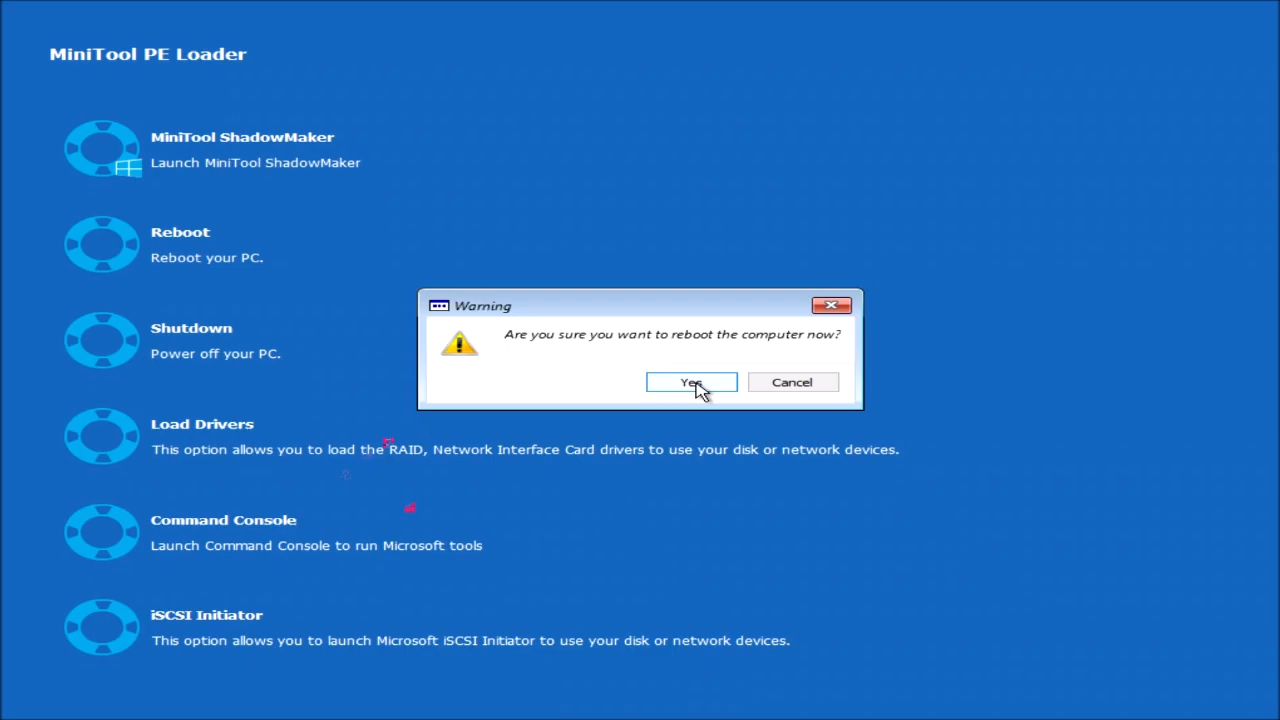 MiniTool PE Loader
MiniTool ShadowMaker
Launch MiniTool ShadowMaker
Reboot
Reboot your PC.
Warning
Are you sure you want to reboot the computer now?
Yes
Cancel
Shutdown
Power off your PC.
Load Drivers
This option allows you to load the RAID, Network Interface Card drivers to use your disk or network devices.
Command Console
Launch Command Console to run Microsoft tools
iSCSI Initiator
This option allows you to launch Microsoft iSCSI Initiator to use your disk or network devices.